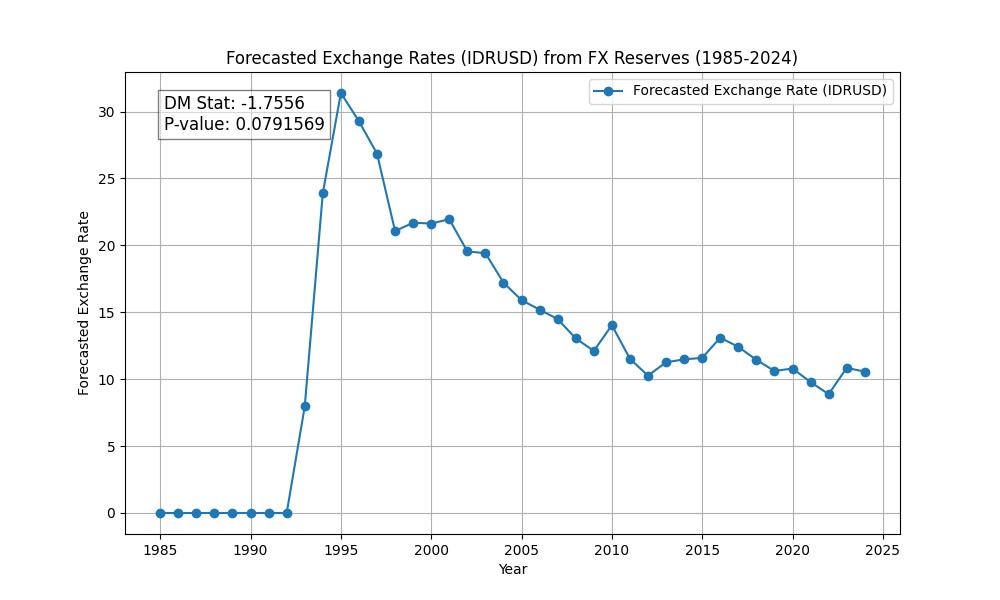 Forecasted Exchange Rates (IDRUSD) from FX Reserves (1985-2024)
DM Stat: -1.7556
P-value: 0.0791569
Forecasted Exchange Rate (IDRUSD)
Forecasted Exchange Rate
30
25
20
15
10
5
0
1985 1990 1995 2000 2005 2010 2015 2020 2025
Year